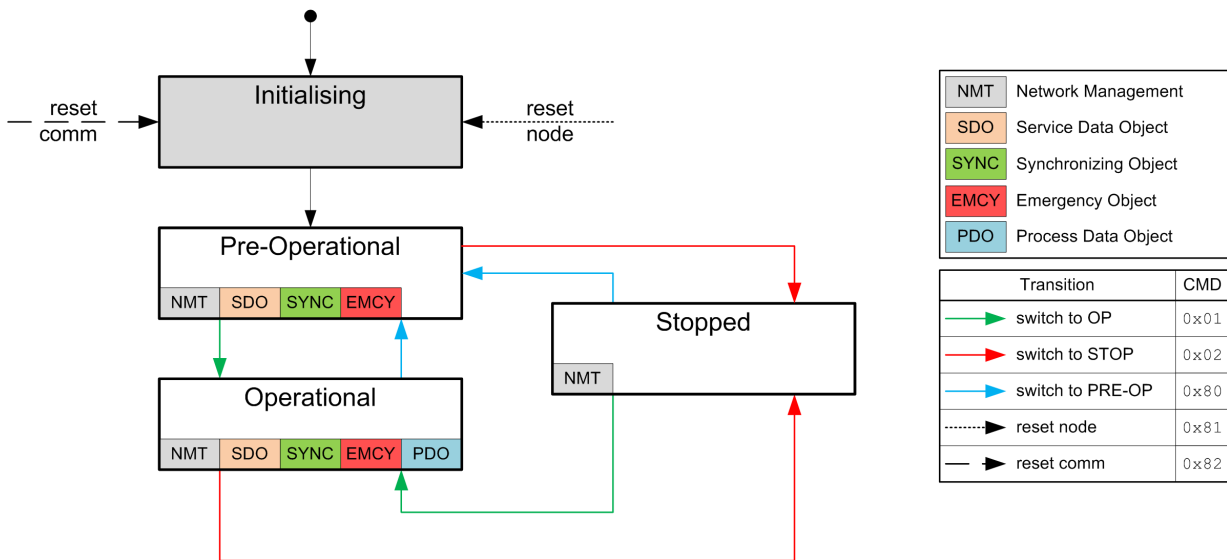 Initialising
reset
comm
reset
node
Pre-Operational
NMT SDO SYNC EMCY
Stopped
NMT
Operational
NMT SDO SYNC EMCY PDO
NMT Network Management
SDO Service Data Object
SYNC Synchronizing Object
EMCY Emergency Object
PDO Process Data Object
Transition CMD
switch to OP 0x01
switch to STOP 0x02
switch to PRE-OP 0x80
reset node 0x81
reset comm 0x82